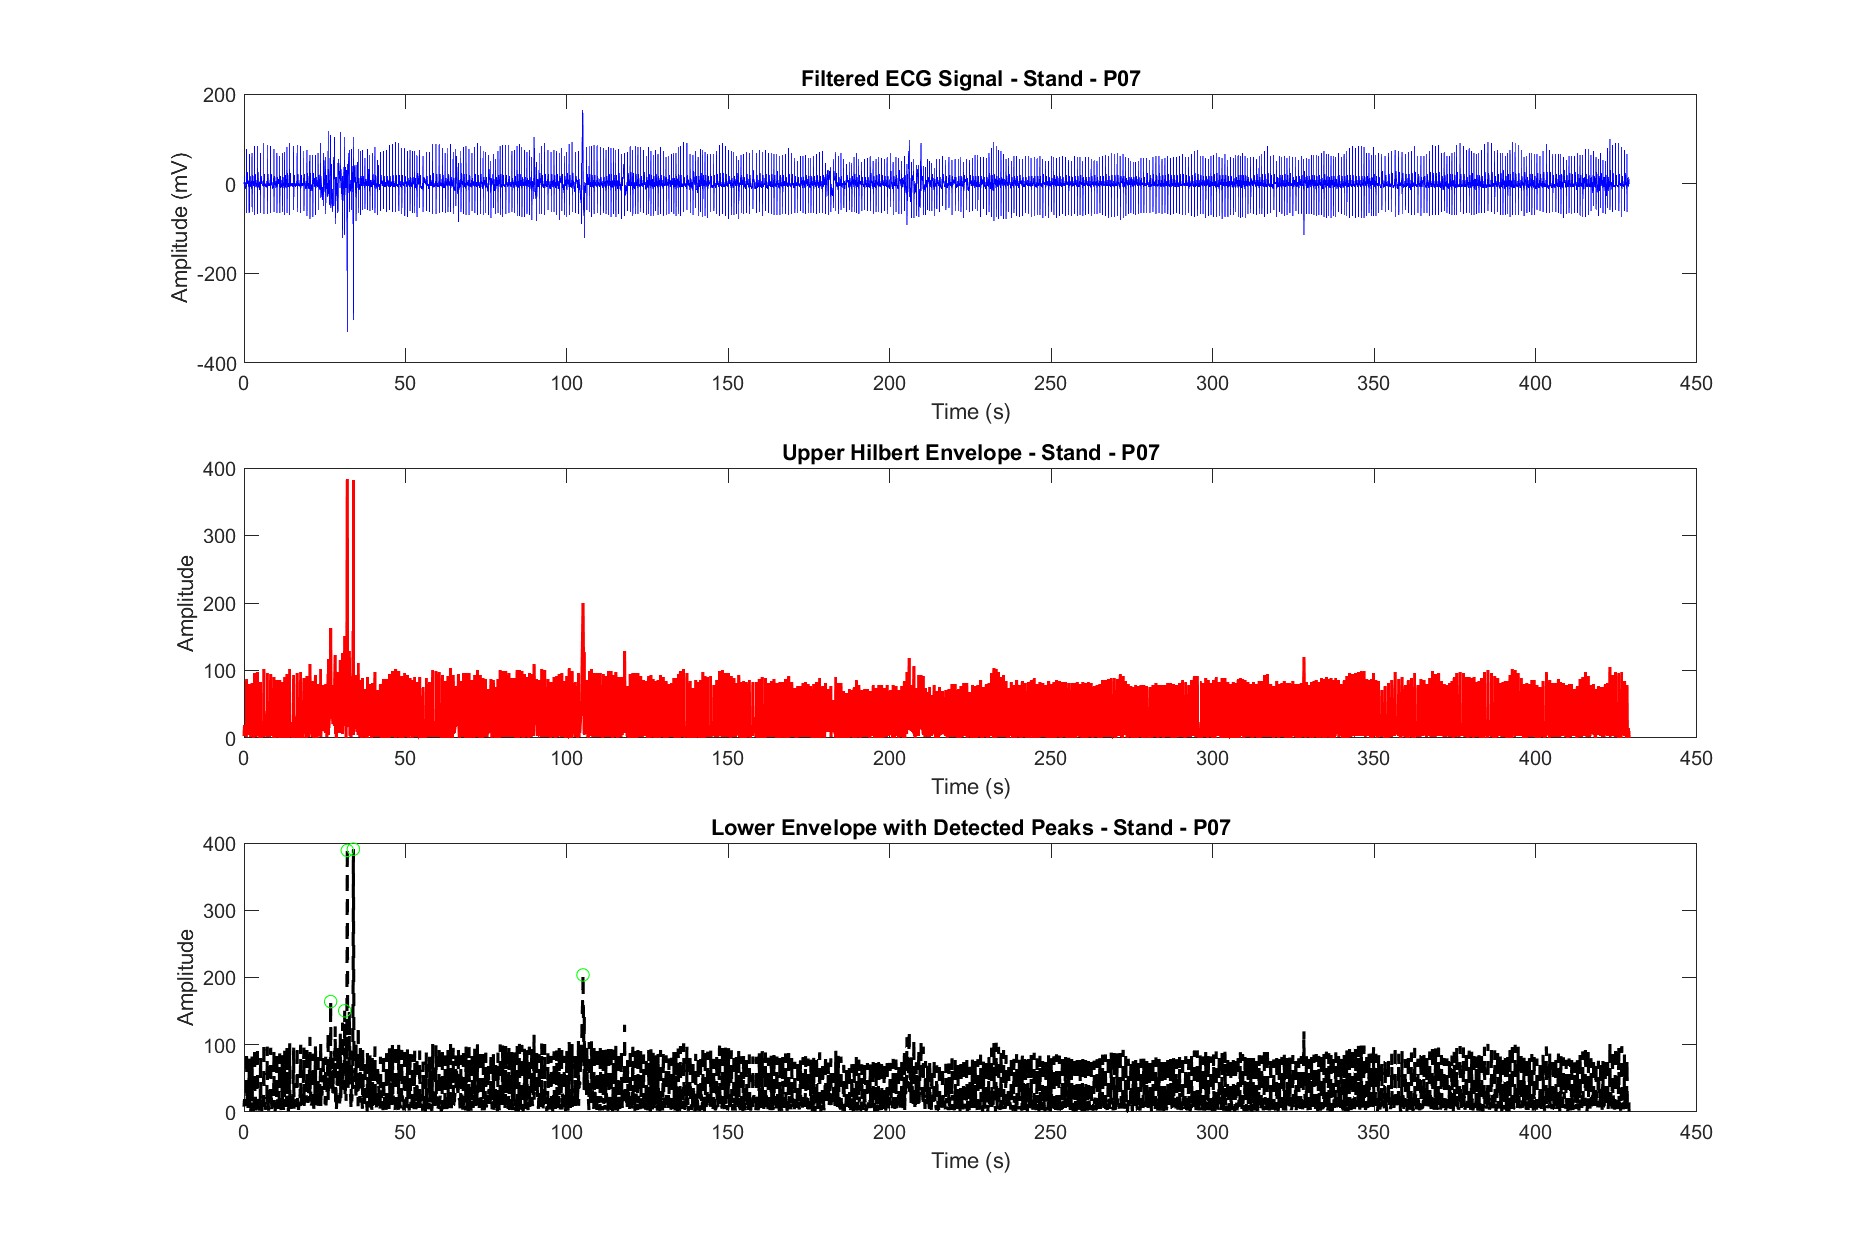 Filtered ECG Signal - Stand - P07
200
0
-200
-400
Amplitude (mV)
0 50 100 150 200 250 300 350 400 450
Time (s)
Upper Hilbert Envelope - Stand - P07
400
300
200
100
0
Amplitude
0 50 100 150 200 250 300 350 400 450
Time (s)
Lower Envelope with Detected Peaks - Stand - P07
400
300
200
100
0
Amplitude
0 50 100 150 200 250 300 350 400 450
Time (s)